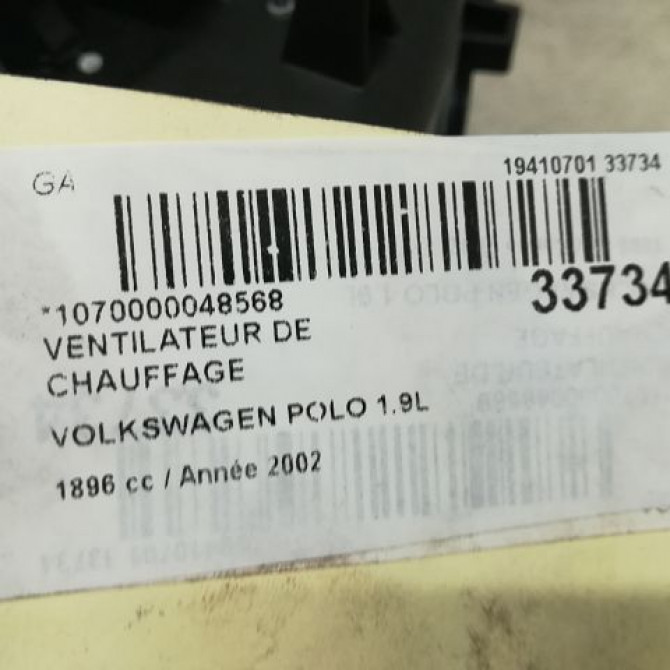 GA
19410701 33734
33734
*1070000048568
VENTILATEUR DE
CHAUFFAGE
VOLKSWAGEN POLO 1.9L
1896 cc / Année 2002